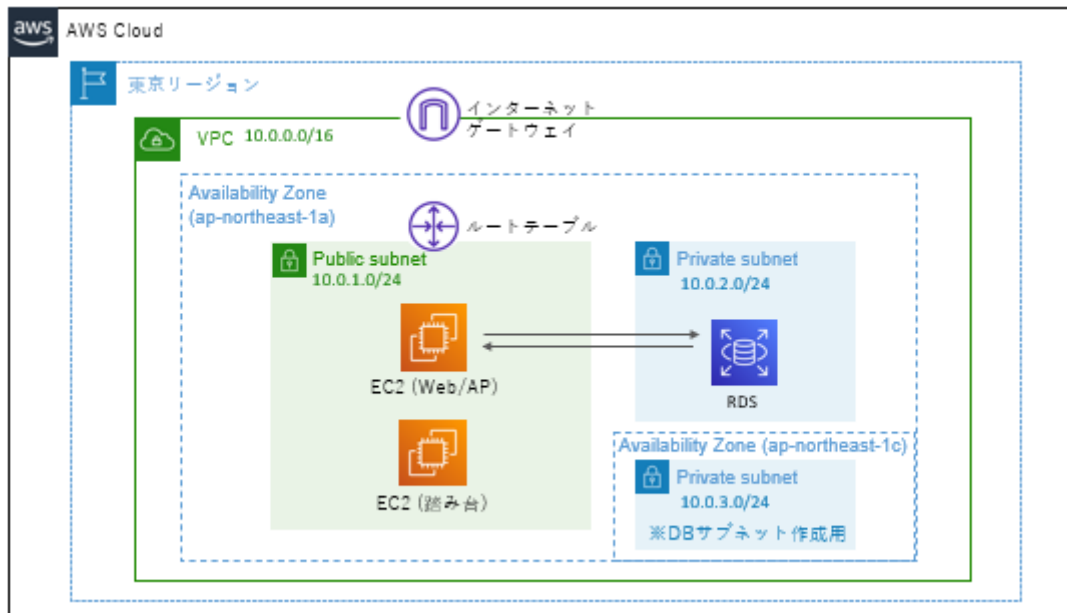 aws
AWS Cloud
東京リージョン
インターネット
ゲートウェイ
VPC 10.0.0.0/16
Availability Zone
(ap-northeast-1a)
ルートテーブル
Public subnet
10.0.1.0/24
Private subnet
10.0.2.0/24
EC2 (Web/AP)
RDS
EC2 (踏み台)
Availability Zone (ap-northeast-1c)
Private subnet
10.0.3.0/24
※DBサブネット作成用